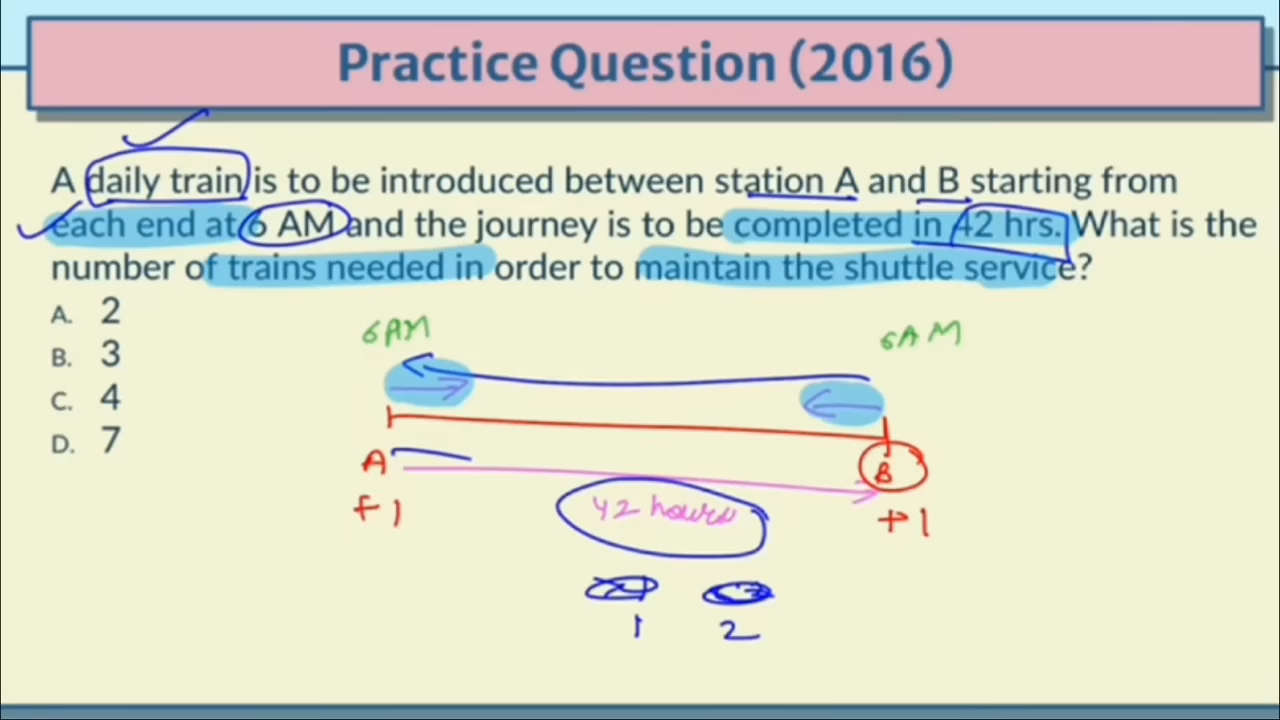 Practice Question (2016)
A daily train is to be introduced between station A and B starting from
each end at 6 AM and the journey is to be completed in 42 hrs. What is the
number of trains needed in order to maintain the shuttle service?
A. 2
B. 3
C. 4
D. 7
6AM 6AM
A B
+1 +1
42 hours
1 2